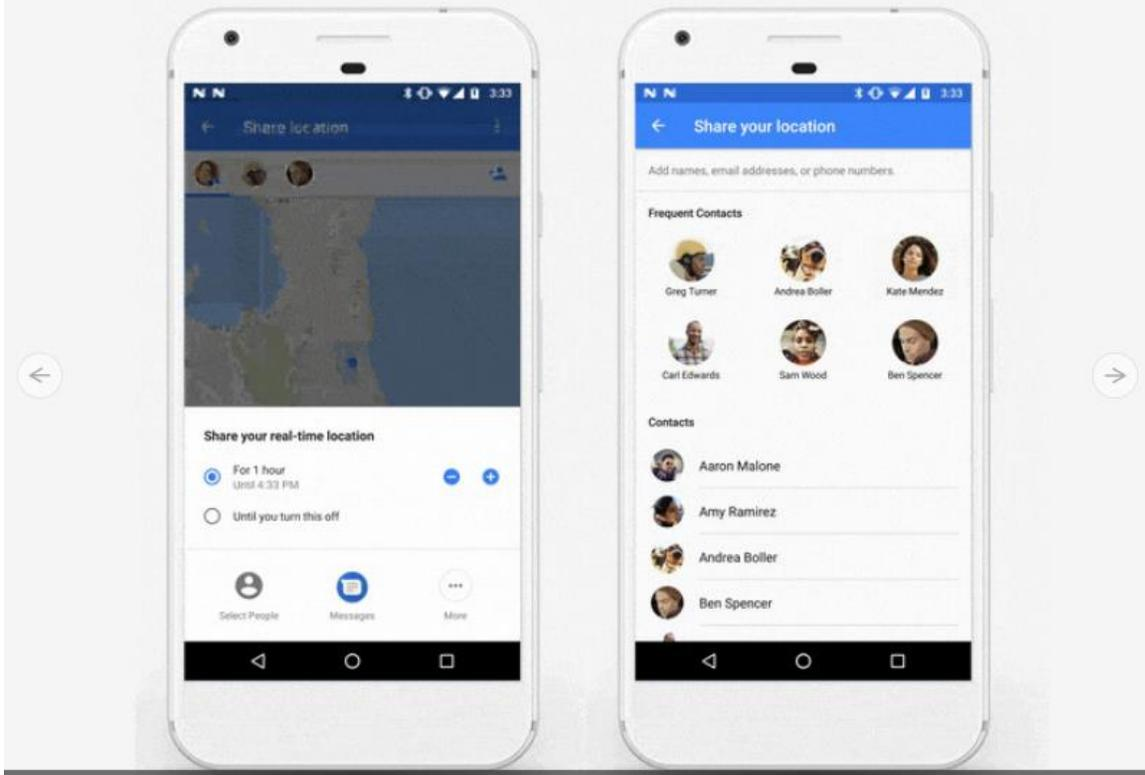 N N 3:33
Share location
Share your real-time location
For 1 hour
Until 4:33 PM
Until you turn this off
Select People
Messages
More
N N 3:33
Share your location
Add names, email addresses, or phone numbers.
Frequent Contacts
Greg Turner Andrea Boller Kate Mendez
Carl Edwards Sam Wood Ben Spencer
Contacts
Aaron Malone
Amy Ramirez
Andrea Boller
Ben Spencer